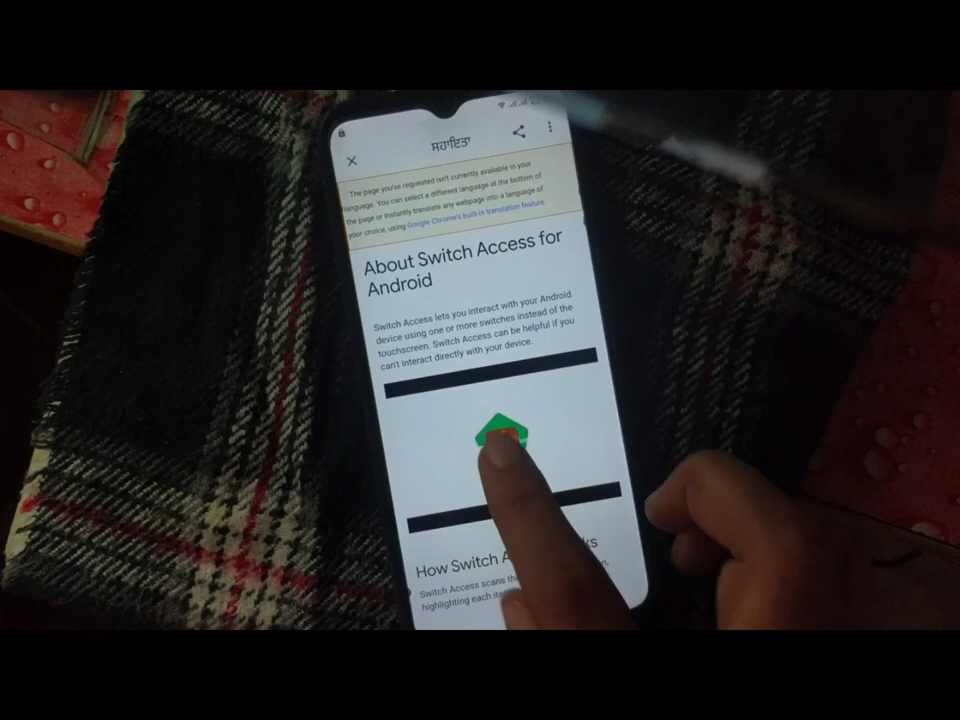 ਸਹਾਇਤਾ
The page you've requested isn't currently available in your
language. You can select a different language at the bottom of
the page or instantly translate any webpage into a language of
your choice, using Google Chrome's built-in translation feature.
About Switch Access for
Android
Switch Access lets you interact with your Android
device using one or more switches instead of the
touchscreen. Switch Access can be helpful if you
can't interact directly with your device.
How Switch
Switch Access scans
highlighting each